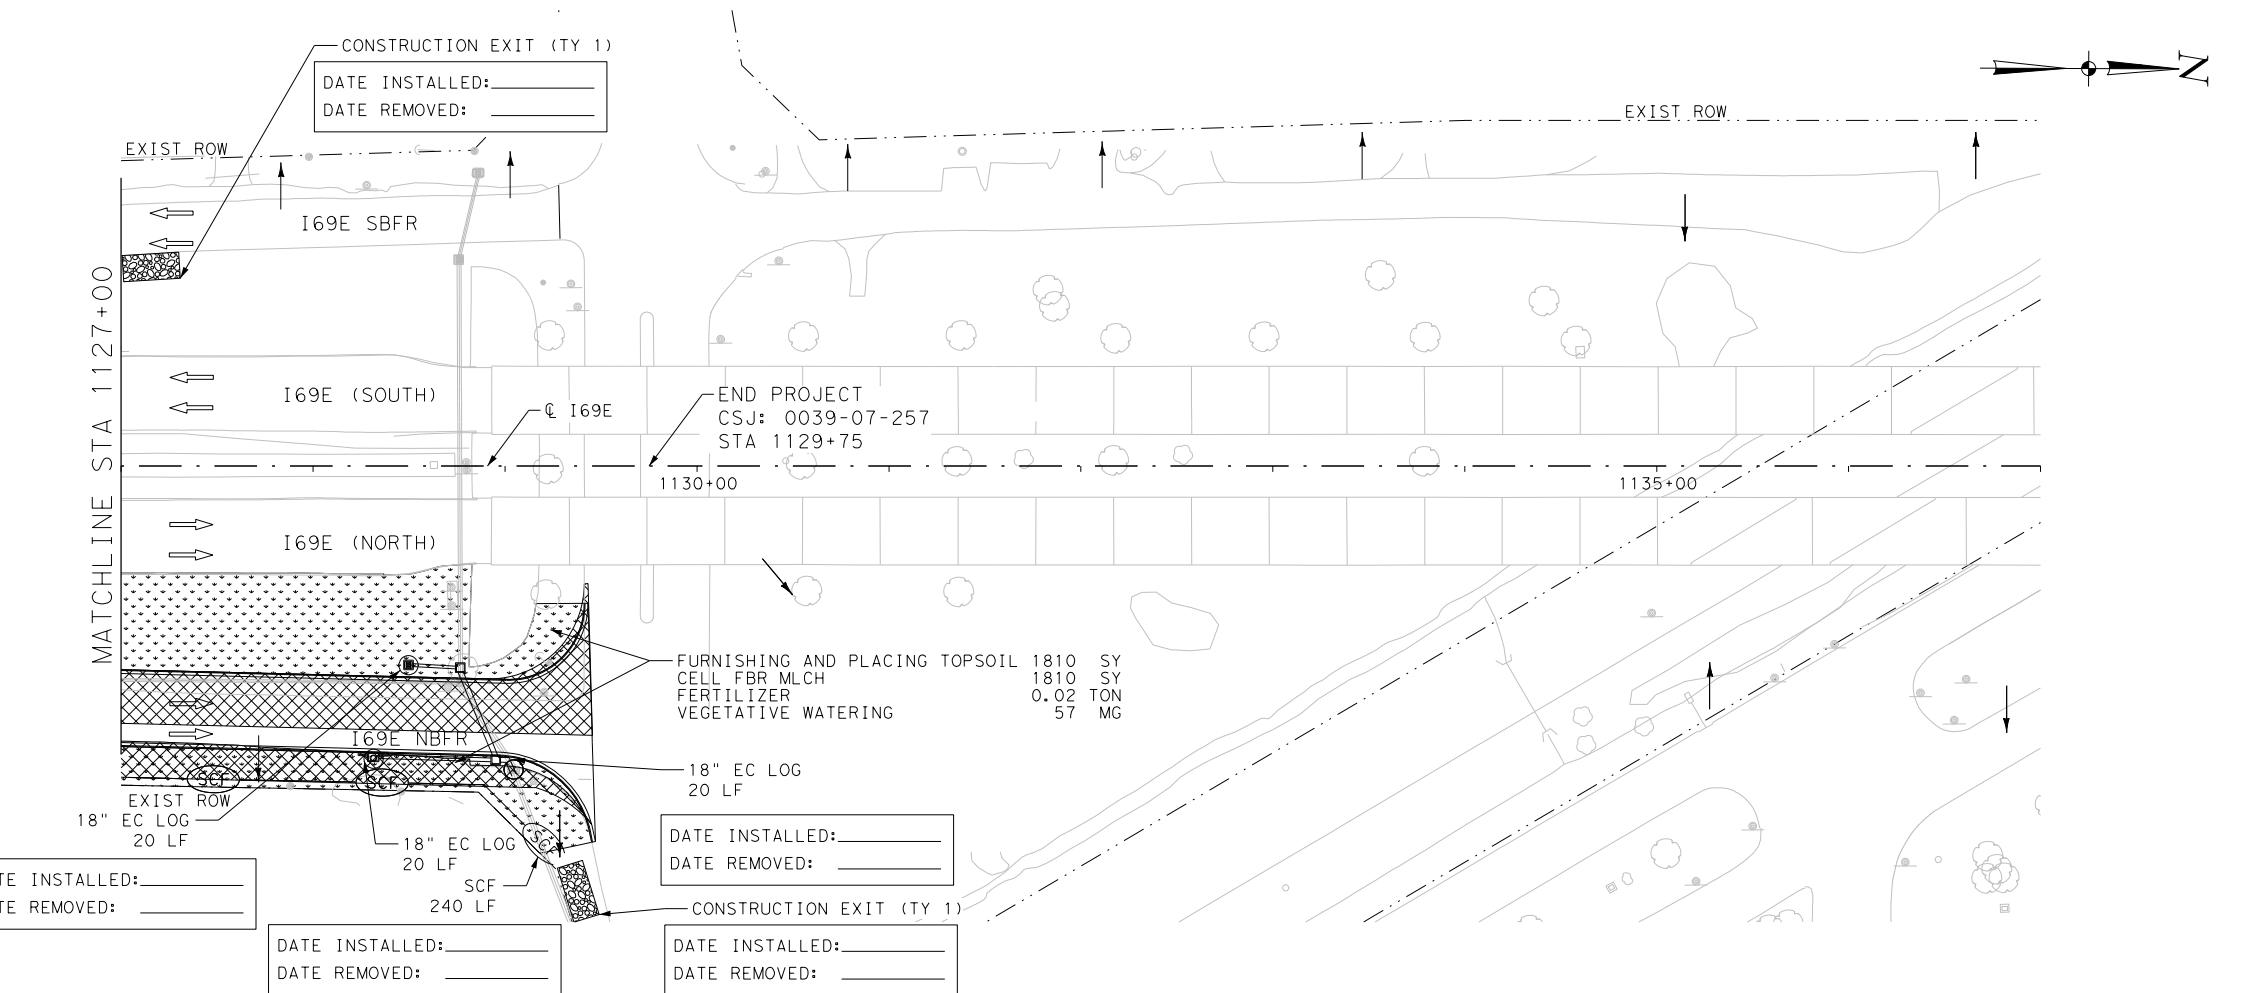 CONSTRUCTION EXIT (TY 1)
DATE INSTALLED:
DATE REMOVED:
N
EXIST ROW
EXIST ROW
I69E SBFR
MATCHLINE STA 1127+00
I69E (SOUTH)
℄ I69E
END PROJECT
CSJ: 0039-07-257
STA 1129+75
1130+00
1135+00
I69E (NORTH)
FURNISHING AND PLACING TOPSOIL 1810 SY
CELL FBR MLCH 1810 SY
FERTILIZER 0.02 TON
VEGETATIVE WATERING 57 MG
I69E NBFR
SCF
SCF
18" EC LOG
20 LF
EXIST ROW
18" EC LOG
20 LF
18" EC LOG
20 LF
SCF
DATE INSTALLED:
DATE REMOVED:
TE INSTALLED:
TE REMOVED:
SCF
240 LF
CONSTRUCTION EXIT (TY 1)
DATE INSTALLED:
DATE REMOVED:
DATE INSTALLED:
DATE REMOVED: